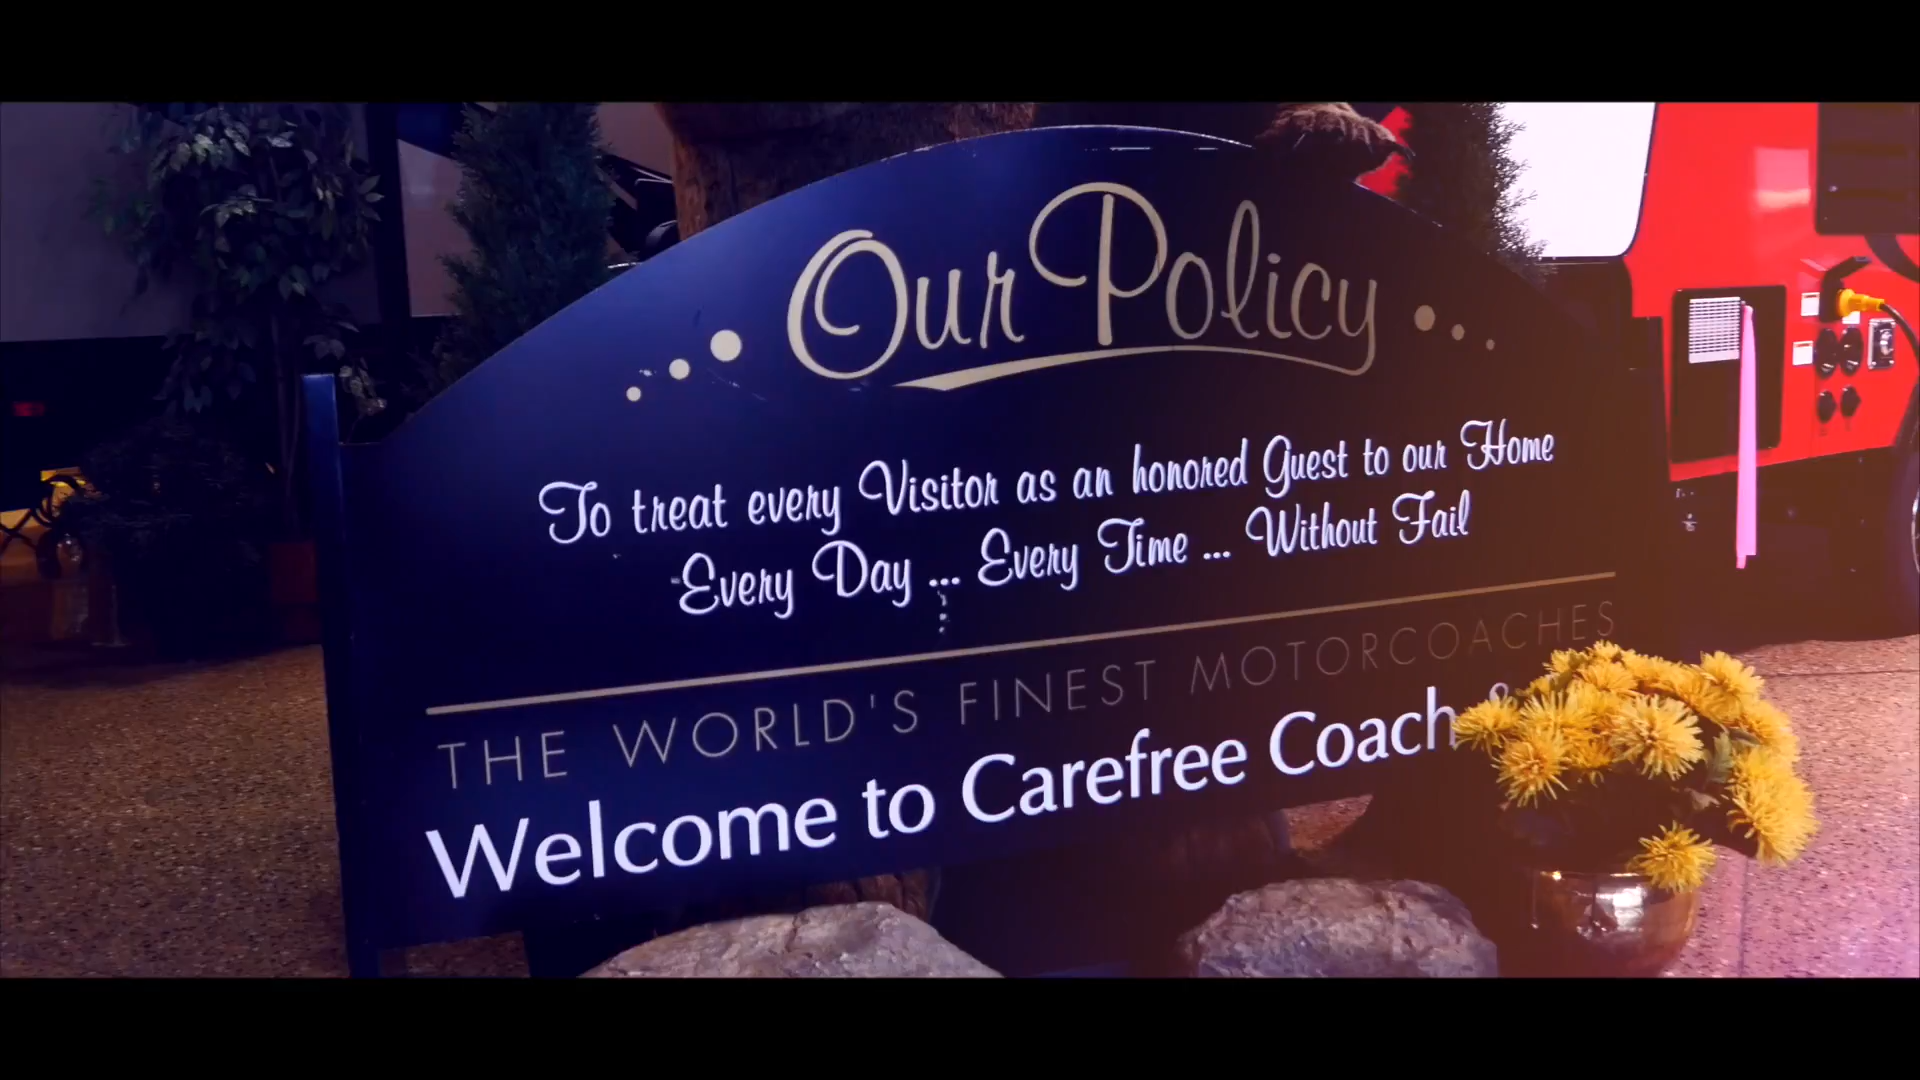 Our Policy
To treat every Visitor as an honored Guest to our Home
Every Day ... Every Time ... Without Fail
THE WORLD'S FINEST MOTORCOACHES
Welcome to Carefree Coach &